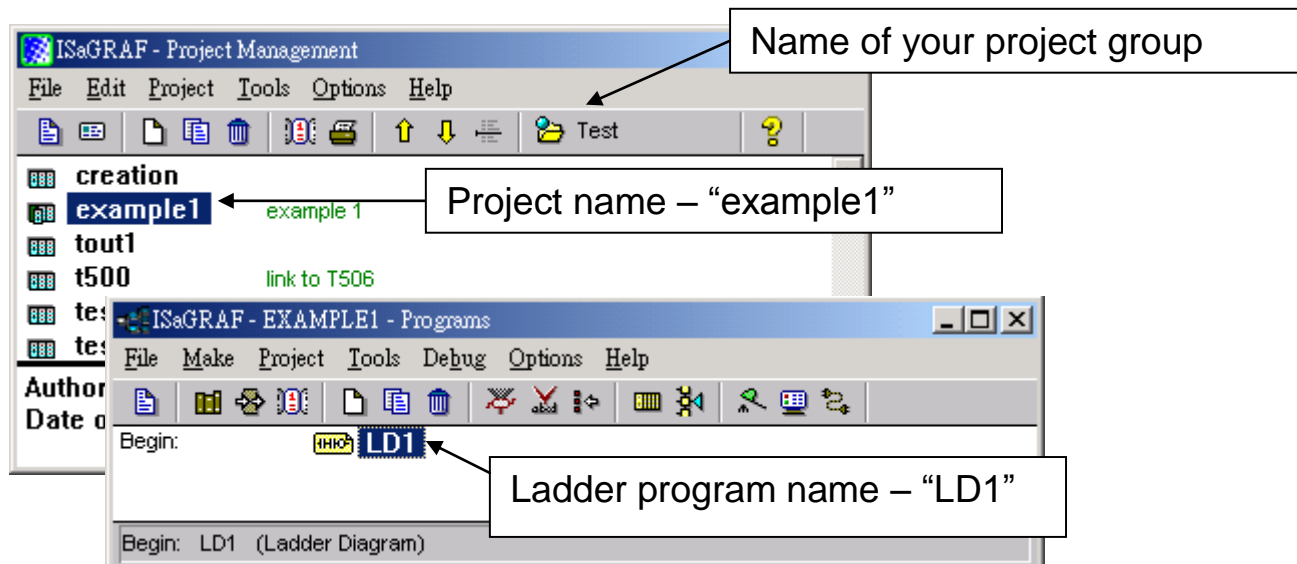 Name of your project group
ISaGRAF - Project Management
File Edit Project Tools Options Help
Test
creation
example1 example 1
Project name – “example1”
tout1
t500 link to T506
ISaGRAF - EXAMPLE1 - Programs
File Make Project Tools Debug Options Help
Author
Begin: LD1
Ladder program name – “LD1”
Begin: LD1 (Ladder Diagram)